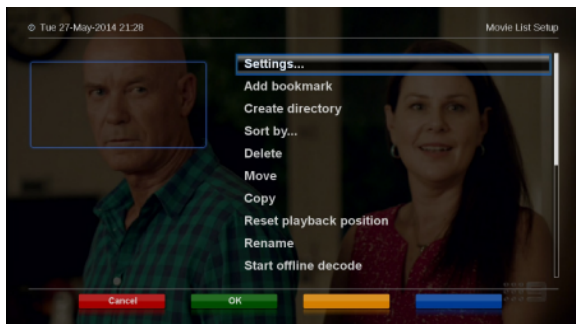 Tue 27-May-2014 21:28
Movie List Setup
Settings...
Add bookmark
Create directory
Sort by...
Delete
Move
Copy
Reset playback position
Rename
Start offline decode
Cancel
OK